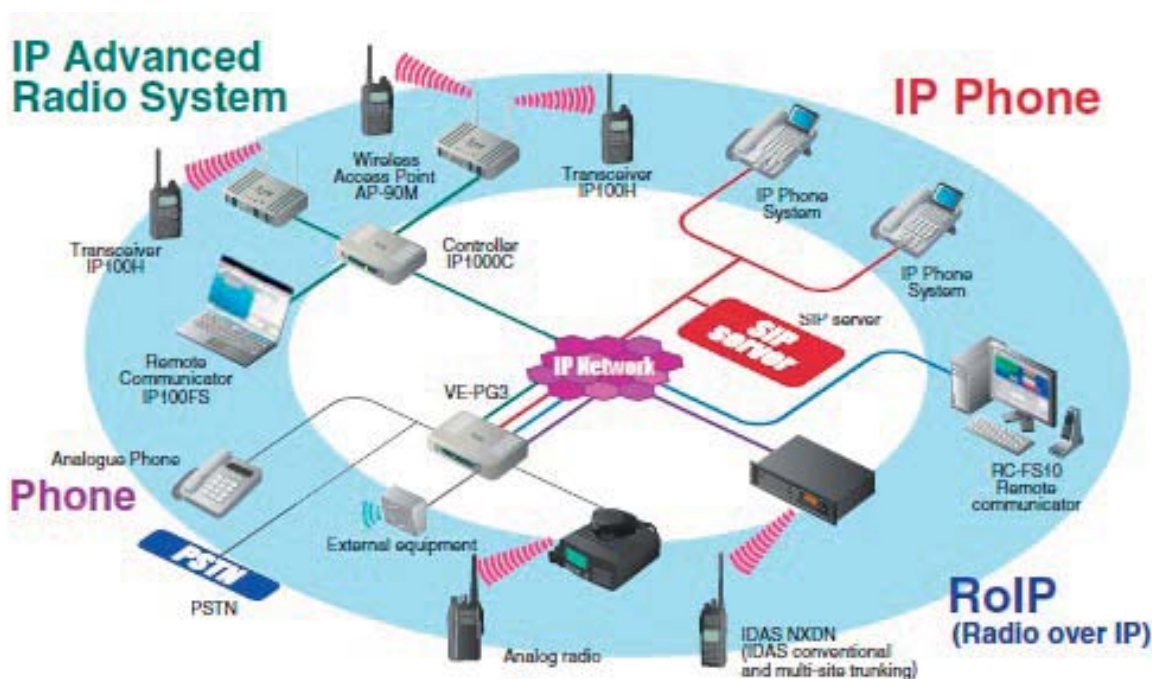 IP Advanced
Radio System
IP Phone
Wireless
Access Point
AP-90M
Transceiver
IP100H
IP Phone
System
Transceiver
IP100H
Controller
IP1000C
IP Phone
System
SIP server
SIP
server
Remote
Communicator
IP100FS
IP Network
VE-PG3
Analogue Phone
Phone
RC-FS10
Remote
communicator
External equipment
PSTN
PSTN
RoIP
(Radio over IP)
Analog radio
IDAS NXDN
(IDAS conventional
and multi-site trunking)